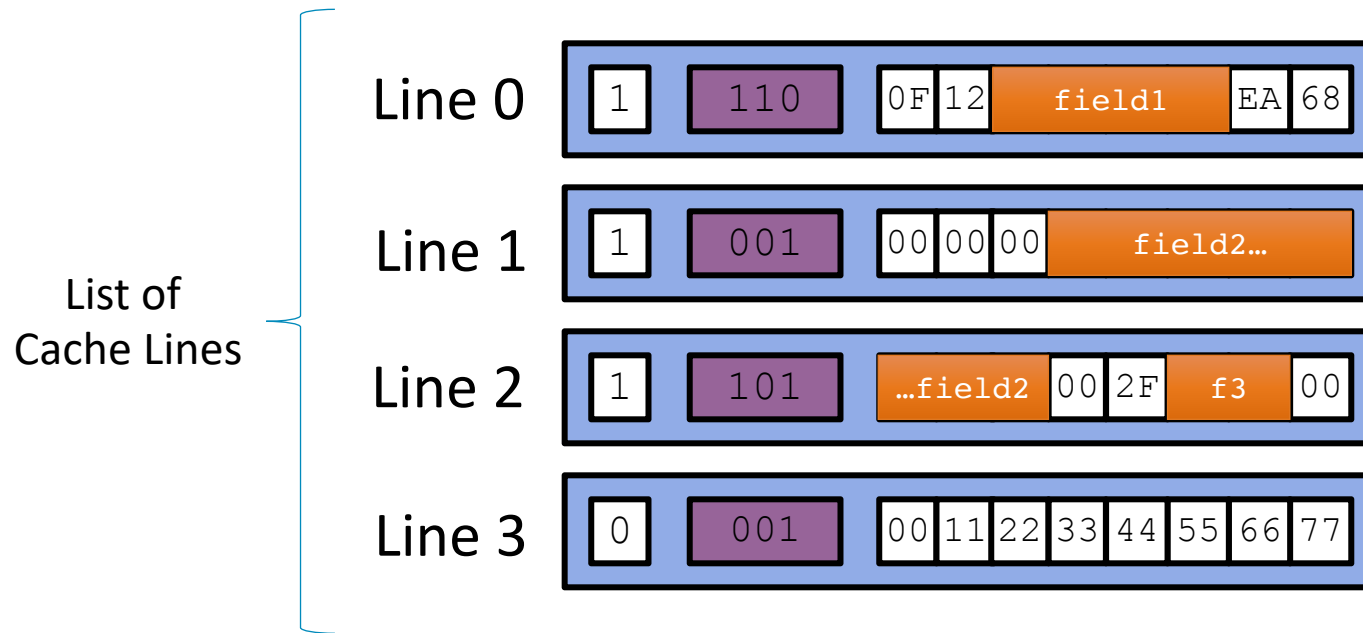 Line 0 1 110 0F 12 field1 EA 68
Line 1 1 001 00 00 00 field2…
List of
Cache Lines
Line 2 1 101 …field2 00 2F f3 00
Line 3 0 001 00 11 22 33 44 55 66 77